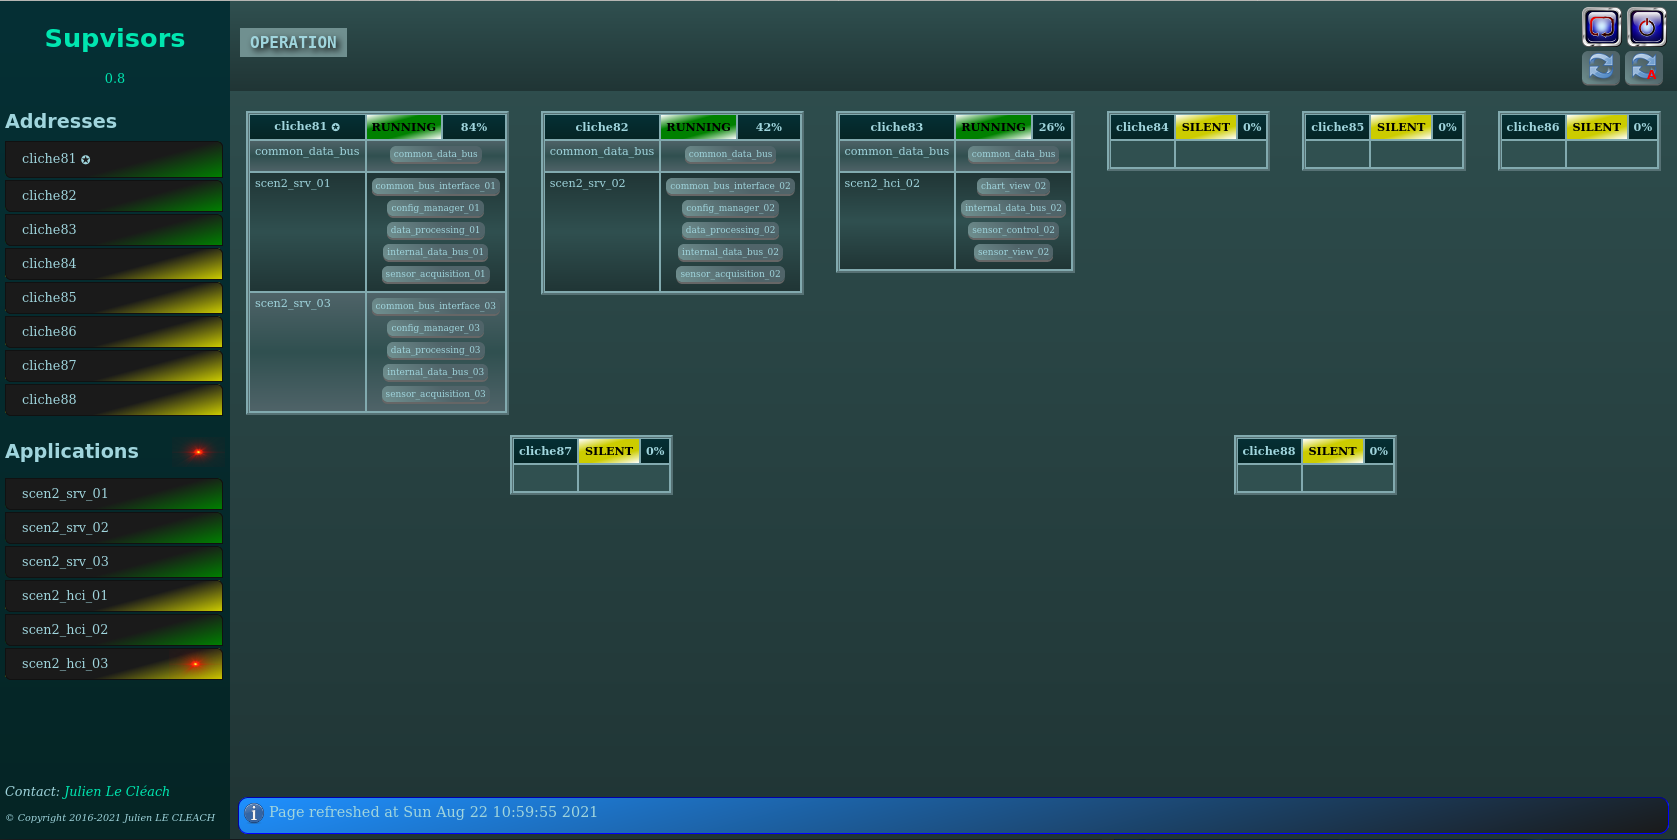 Supvisors
0.8
Addresses
cliche81 ✪
cliche82
cliche83
cliche84
cliche85
cliche86
cliche87
cliche88
Applications
scen2_srv_01
scen2_srv_02
scen2_srv_03
scen2_hci_01
scen2_hci_02
scen2_hci_03
Contact: Julien Le Cléach
© Copyright 2016-2021 Julien LE CLEACH
OPERATION
A
cliche81 ✪ RUNNING 84%
common_data_bus common_data_bus
scen2_srv_01 common_bus_interface_01
config_manager_01
data_processing_01
internal_data_bus_01
sensor_acquisition_01
scen2_srv_03 common_bus_interface_03
config_manager_03
data_processing_03
internal_data_bus_03
sensor_acquisition_03
cliche82 RUNNING 42%
common_data_bus common_data_bus
scen2_srv_02 common_bus_interface_02
config_manager_02
data_processing_02
internal_data_bus_02
sensor_acquisition_02
cliche83 RUNNING 26%
common_data_bus common_data_bus
scen2_hci_02 chart_view_02
internal_data_bus_02
sensor_control_02
sensor_view_02
cliche84 SILENT 0%
cliche85 SILENT 0%
cliche86 SILENT 0%
cliche87 SILENT 0%
cliche88 SILENT 0%
Page refreshed at Sun Aug 22 10:59:55 2021